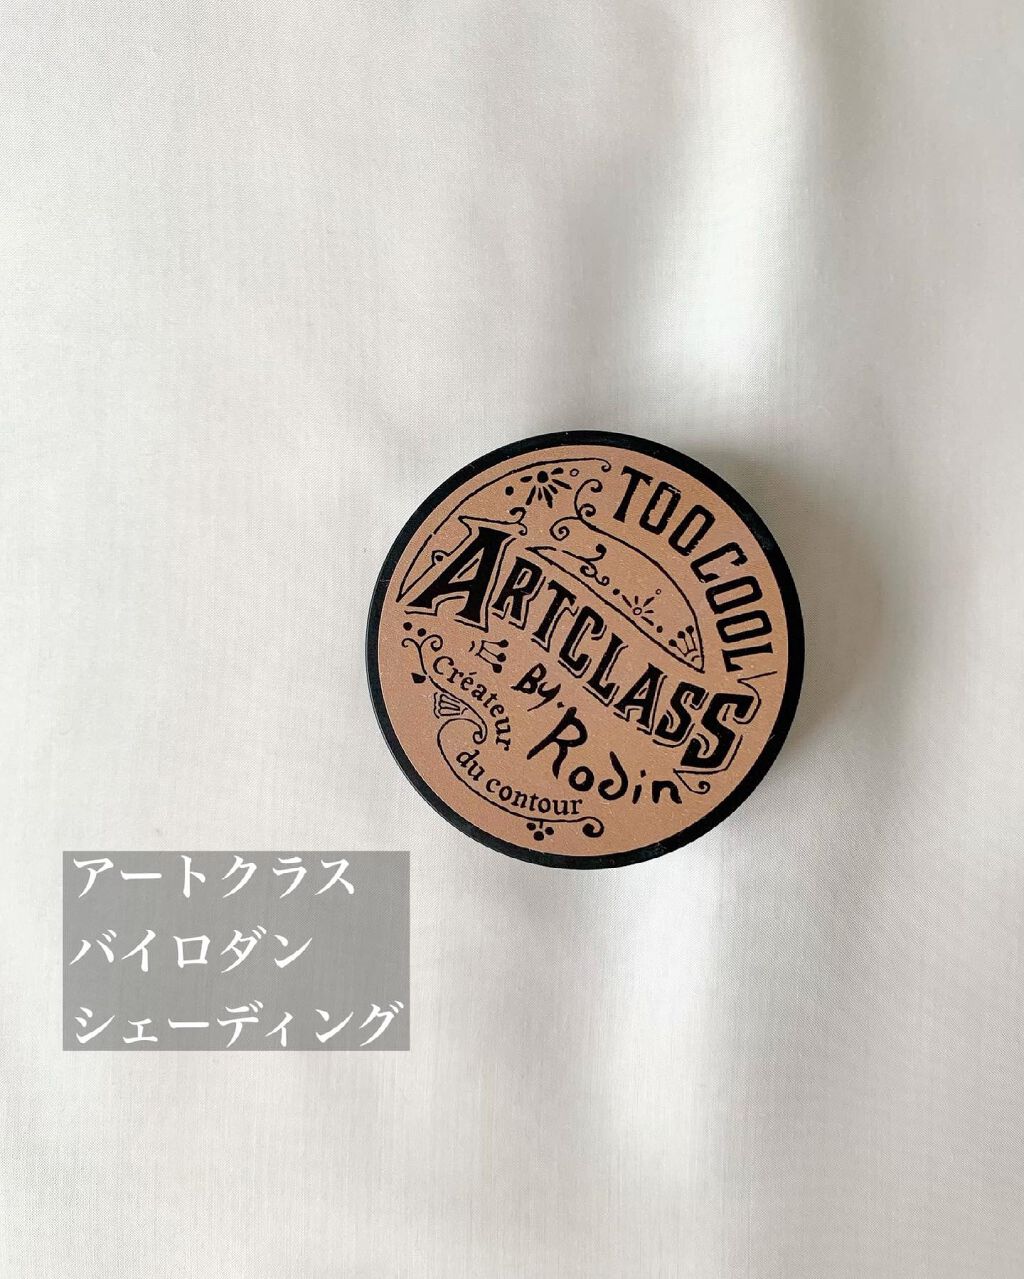 TOO COOL
ARTCLASS
BY
Rodin
Créateur
du contour
アートクラス
バイロダン
シェーディング